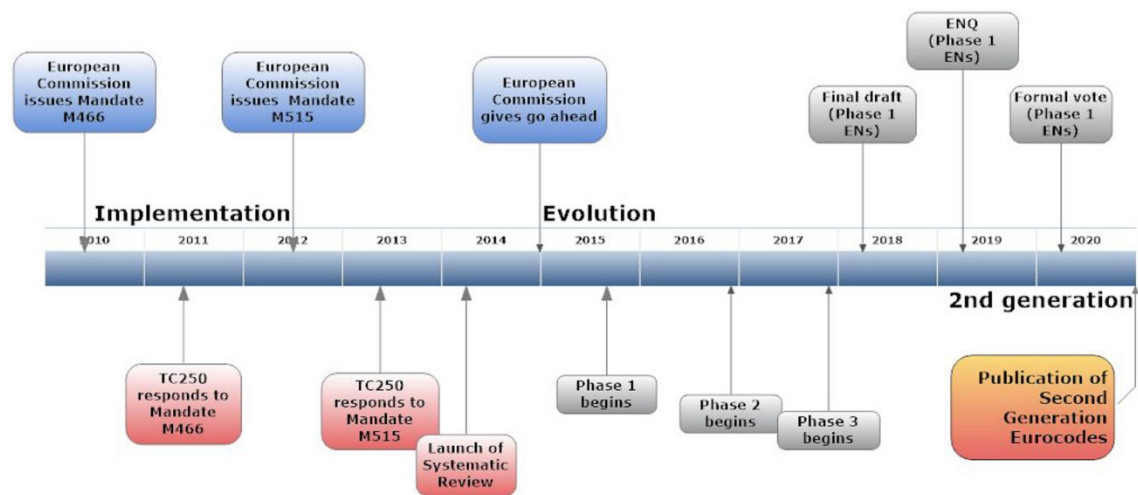 ENQ
(Phase 1
ENs)
European
Commission
issues Mandate
M466
European
Commission
issues  Mandate
M515
European
Commission
gives go ahead
Final draft
(Phase 1
ENs)
Formal vote
(Phase 1
ENs)
Implementation
Evolution
2010
2011
2012
2013
2014
2015
2016
2017
2018
2019
2020
2nd generation
TC250
responds to
Mandate
M466
TC250
responds to
Mandate
M515
Launch of
Systematic
Review
Phase 1
begins
Phase 2
begins
Phase 3
begins
Publication of
Second
Generation
Eurocodes